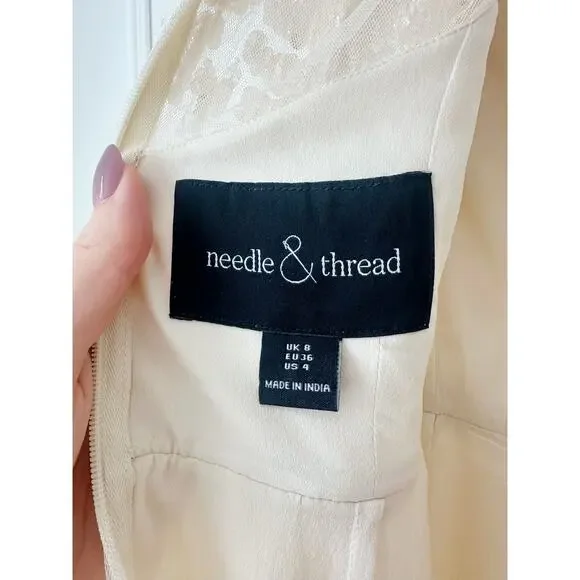 needle & thread
UK 8
EU 36
US 4
MADE IN INDIA